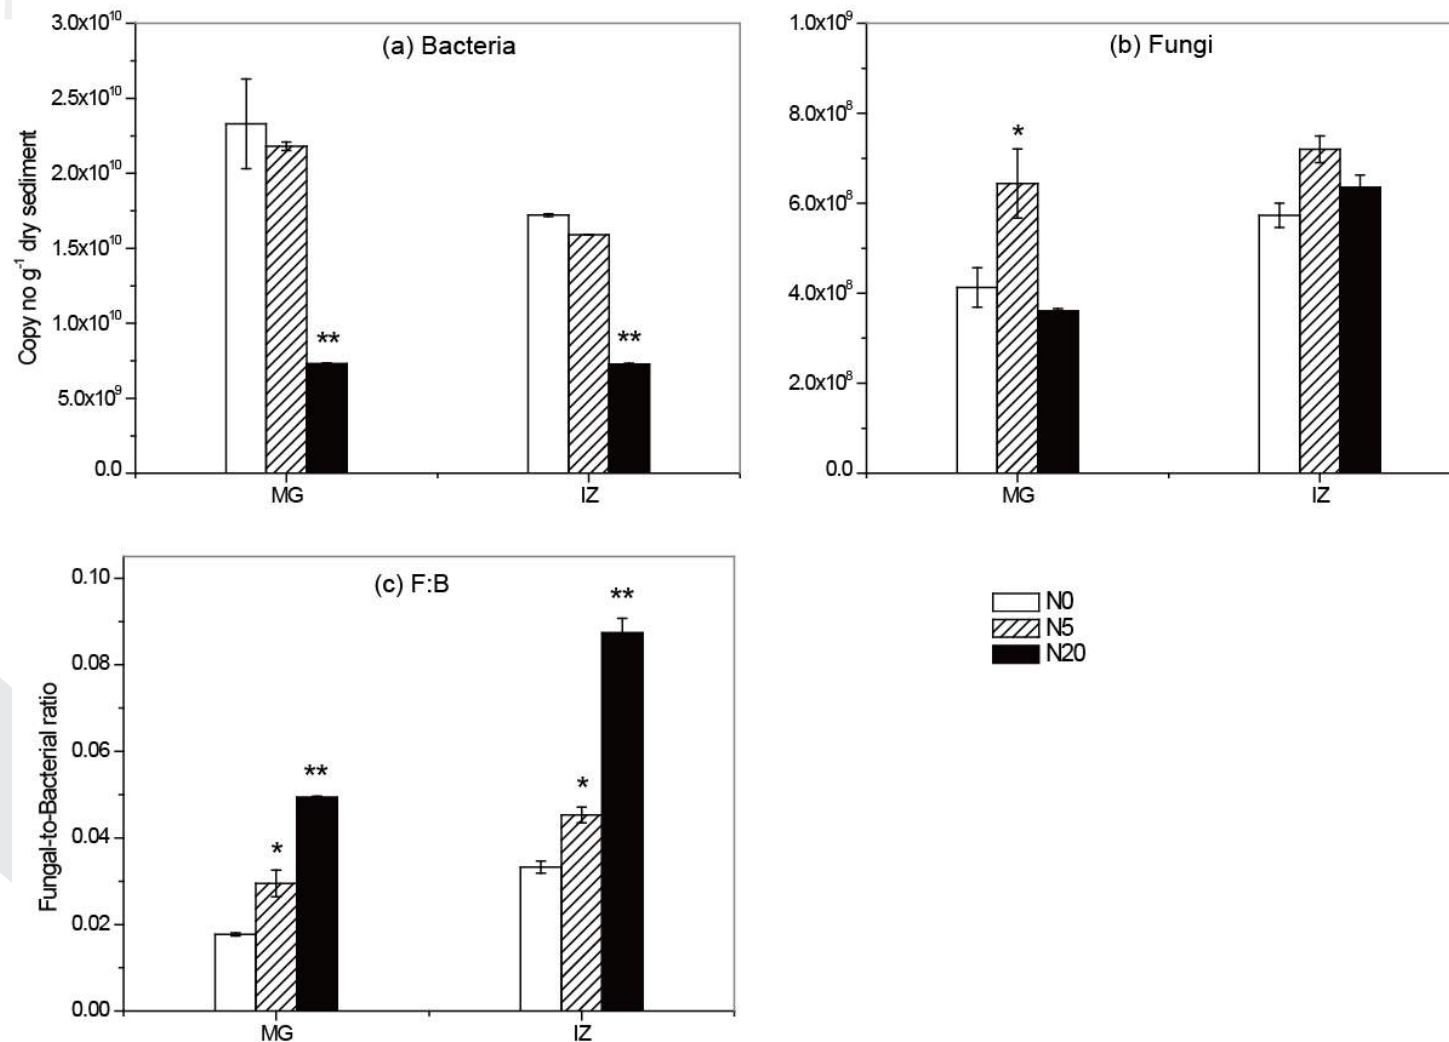 (a) Bacteria
Copy no g⁻¹ dry sediment
3.0x10¹⁰
2.5x10¹⁰
2.0x10¹⁰
1.5x10¹⁰
1.0x10¹⁰
5.0x10⁹
0.0
**
**
MG IZ
(b) Fungi
1.0x10⁹
8.0x10⁸
6.0x10⁸
4.0x10⁸
2.0x10⁸
0.0
*
MG IZ
(c) F:B
Fungal-to-Bacterial ratio
0.10
0.08
0.06
0.04
0.02
0.00
*
**
*
**
MG IZ
N0
N5
N20